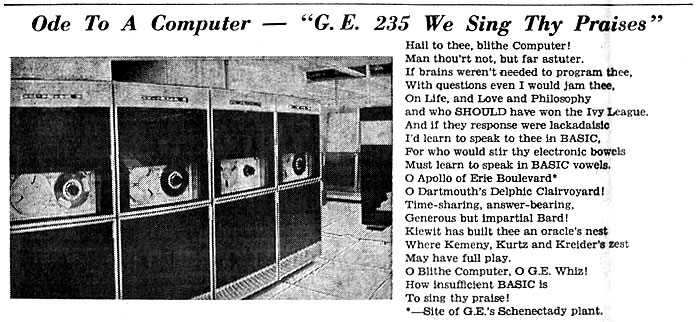 Ode To A Computer — "G. E. 235 We Sing Thy Praises"
Hail to thee, blithe Computer!
Man thou'rt not, but far astuter.
If brains weren't needed to program thee,
With questions even I would jam thee,
On Life, and Love and Philosophy
and who SHOULD have won the Ivy League.
And if they response were lackadaisic
I'd learn to speak to thee in BASIC,
For who would stir thy electronic bowels
Must learn to speak in BASIC vowels.
O Apollo of Erie Boulevard*
O Dartmouth's Delphic Clairvoyard!
Time-sharing, answer-bearing,
Generous but impartial Bard!
Kiewit has built thee an oracle's nest
Where Kemeny, Kurtz and Kreider's zest
May have full play.
O Blithe Computer, O G.E. Whiz!
How insufficient BASIC is
To sing thy praise!
*—Site of G.E.'s Schenectady plant.